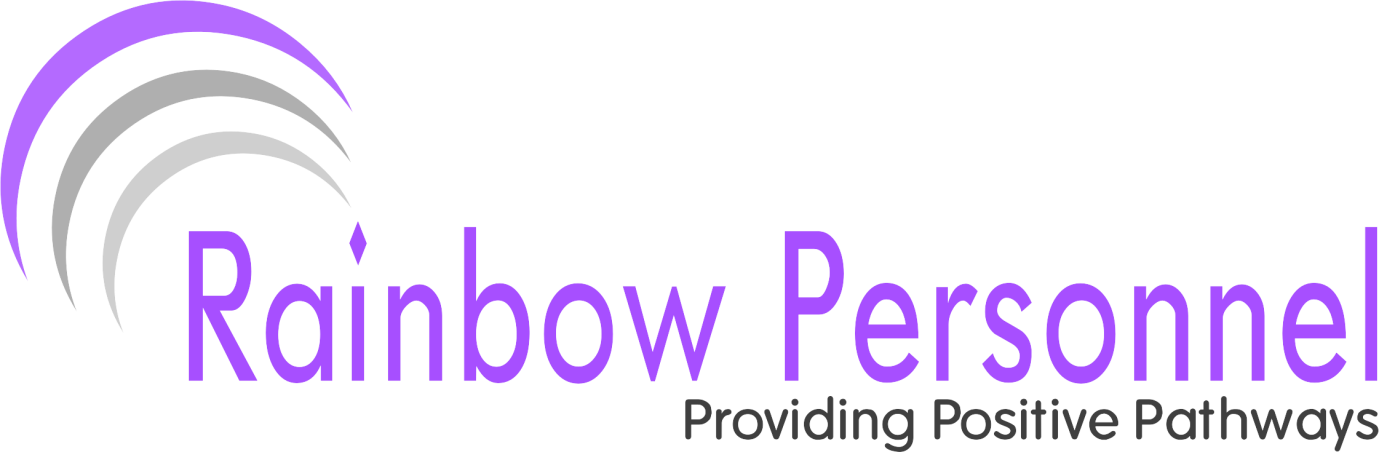 Rainbow Personnel
Providing Positive Pathways